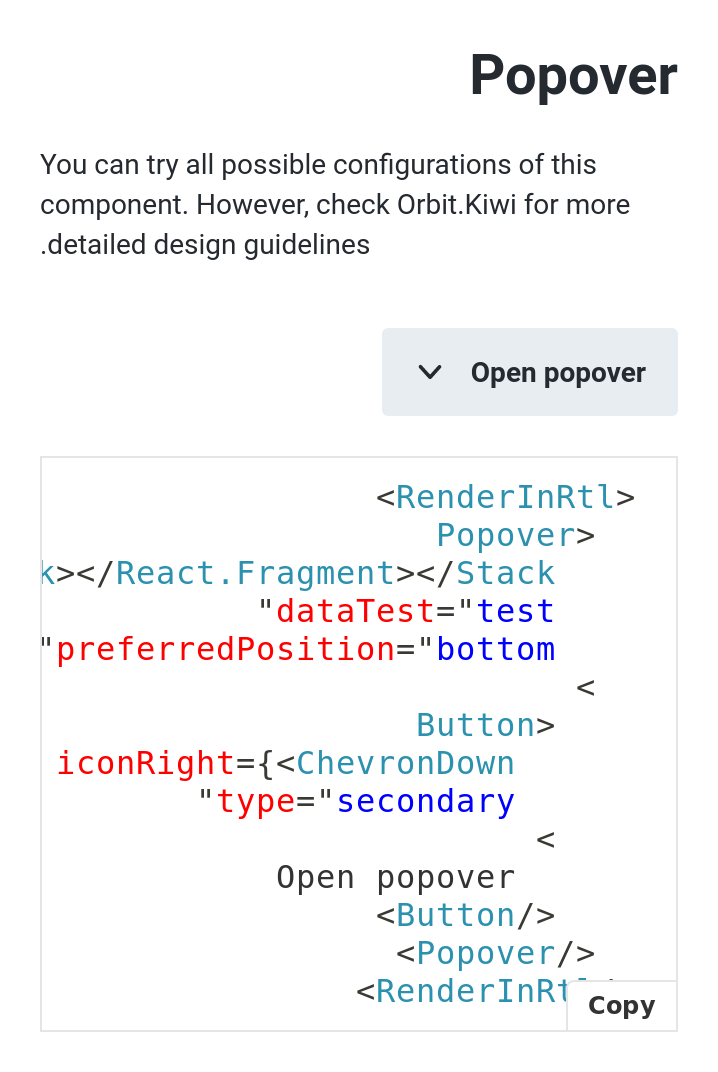 Popover
You can try all possible configurations of this
component. However, check Orbit.Kiwi for more
.detailed design guidelines
Open popover
<RenderInRtl>
Popover>
k></React.Fragment></Stack
"dataTest="test
"preferredPosition="bottom
<
Button>
iconRight={<ChevronDown
"type="secondary
<
Open popover
<Button/>
<Popover/>
<RenderInRt
Copy